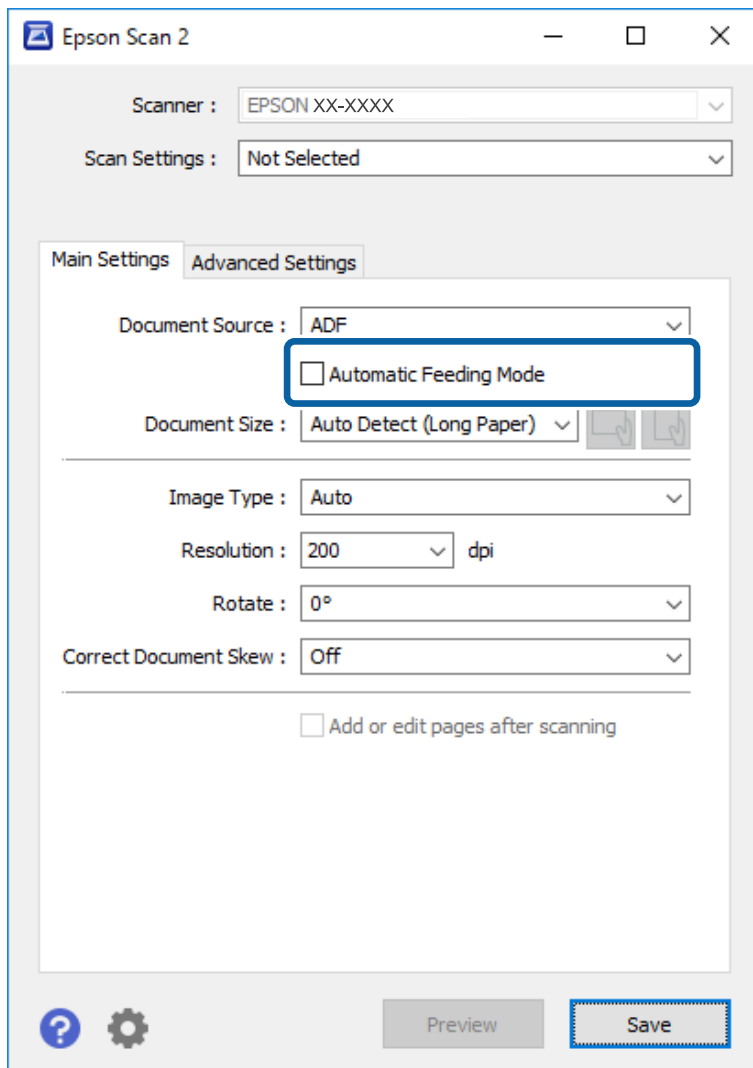 Epson Scan 2
Scanner : EPSON XX-XXXX
Scan Settings : Not Selected
Main Settings Advanced Settings
Document Source : ADF
Automatic Feeding Mode
Document Size : Auto Detect (Long Paper)
Image Type : Auto
Resolution : 200 dpi
Rotate : 0°
Correct Document Skew : Off
Add or edit pages after scanning
? Preview Save